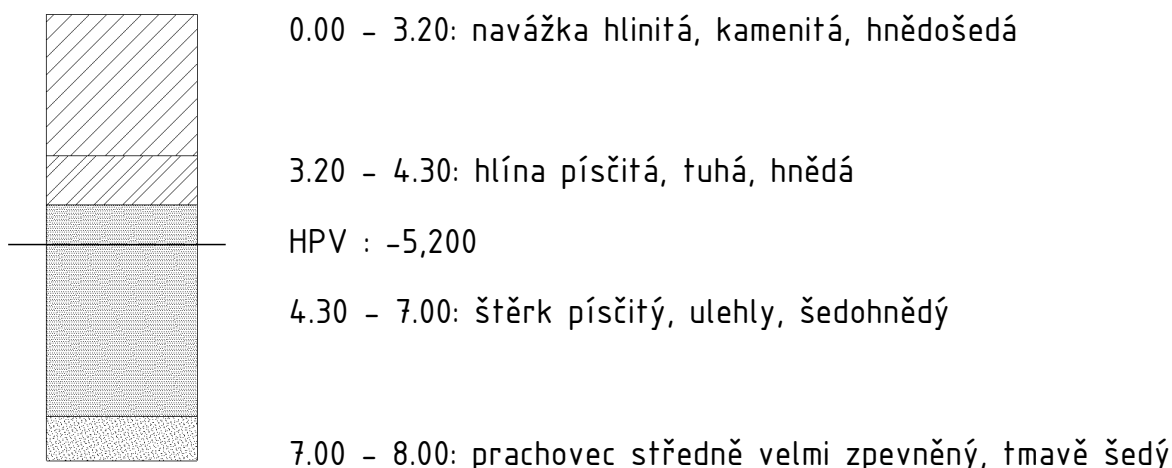 0.00 - 3.20: navážka hlinitá, kamenitá, hnědošedá
3.20 - 4.30: hlína písčitá, tuhá, hnědá
HPV : -5,200
4.30 - 7.00: štěrk písčitý, ulehly, šedohnědý
7.00 - 8.00: prachovec středně velmi zpevněný, tmavě šedý